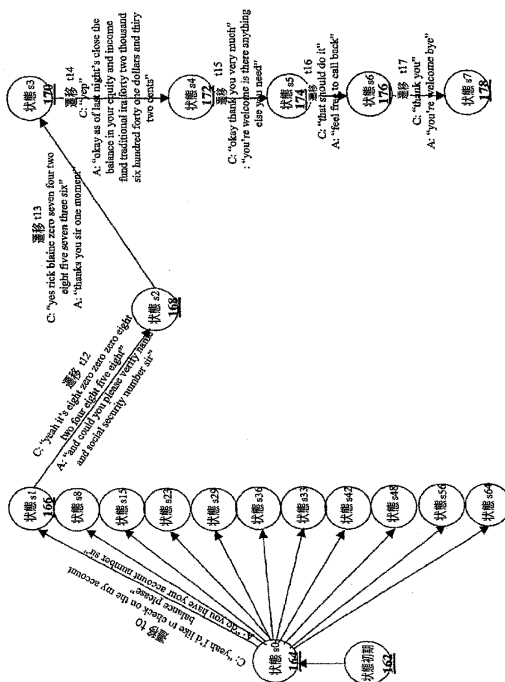 状態初期
162
状態 s0
164
遷移 t0
C: "yeah I'd like to check on the my account
balance please"
A: "do you have your account number sir"
状態 s1
166
状態 s8
状態 s15
状態 s22
状態 s29
状態 s36
状態 s33
状態 s42
状態 s48
状態 s56
状態 s64
遷移 t12
C: "yeah it's eight zero zero zero eight
two four eight five eight"
A: "and could you please verify name
and social security number sir"
状態 s2
168
遷移 t13
C: "yes rick blaine zero seven four two
eight five seven three six"
A: "thanks you sir one moment"
状態 s3
170
遷移 t14
C: "yep"
A: "okay as of last night's close the
balance in your equity and income
fund traditional iraiforty two thousand
six hundred forty one dollars and thirty
two cents"
状態 s4
172
遷移 t15
C: "okay thank you very much"
: "you're welcome is there anything
else you need"
状態 s5
174
遷移 t16
C: "that should do it"
A: "feel free to call back"
状態 s6
176
遷移 t17
C: "thank you"
A: "you're welcome bye"
状態 s7
178